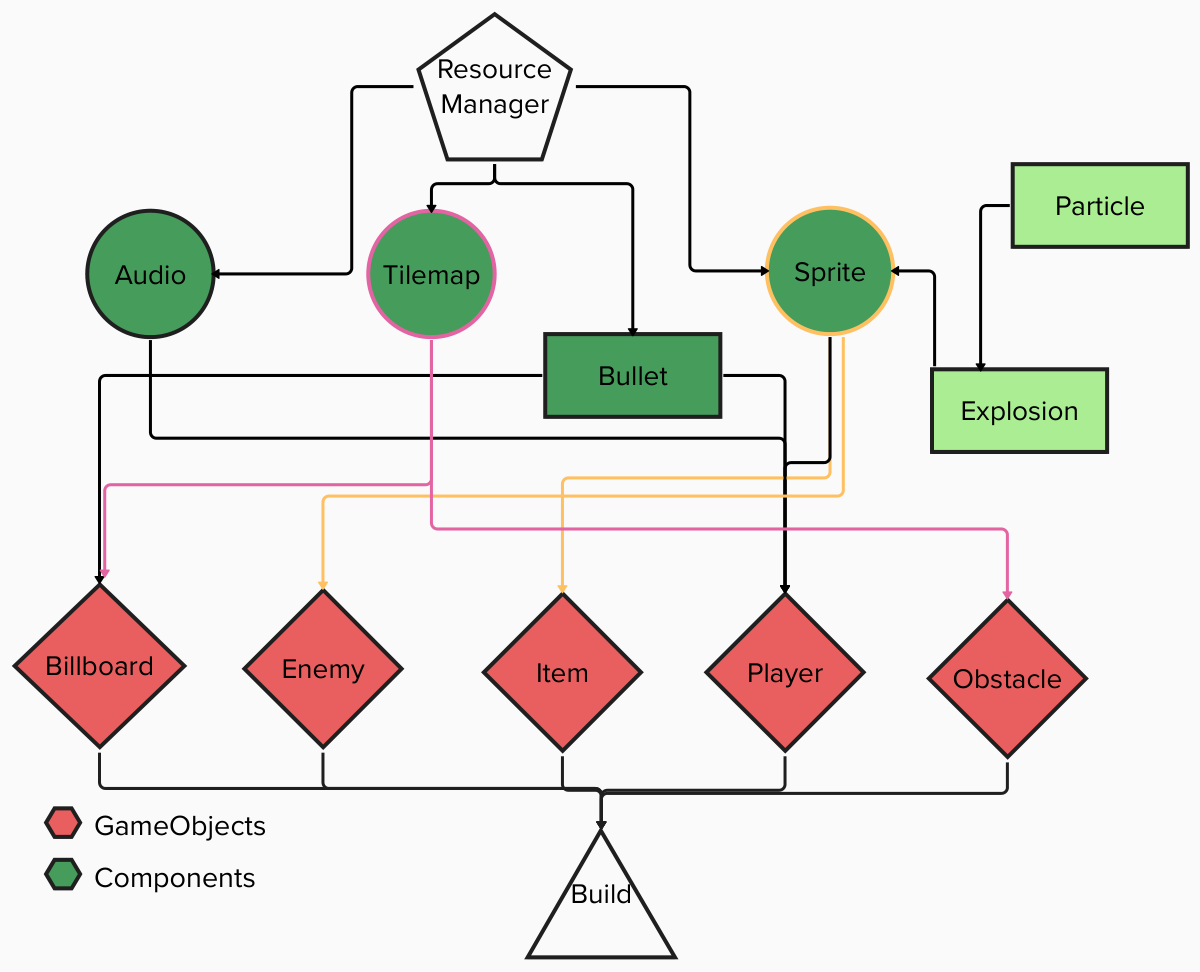 Resource
Manager
Particle
Audio
Tilemap
Sprite
Bullet
Explosion
Billboard
Enemy
Item
Player
Obstacle
GameObjects
Components
Build